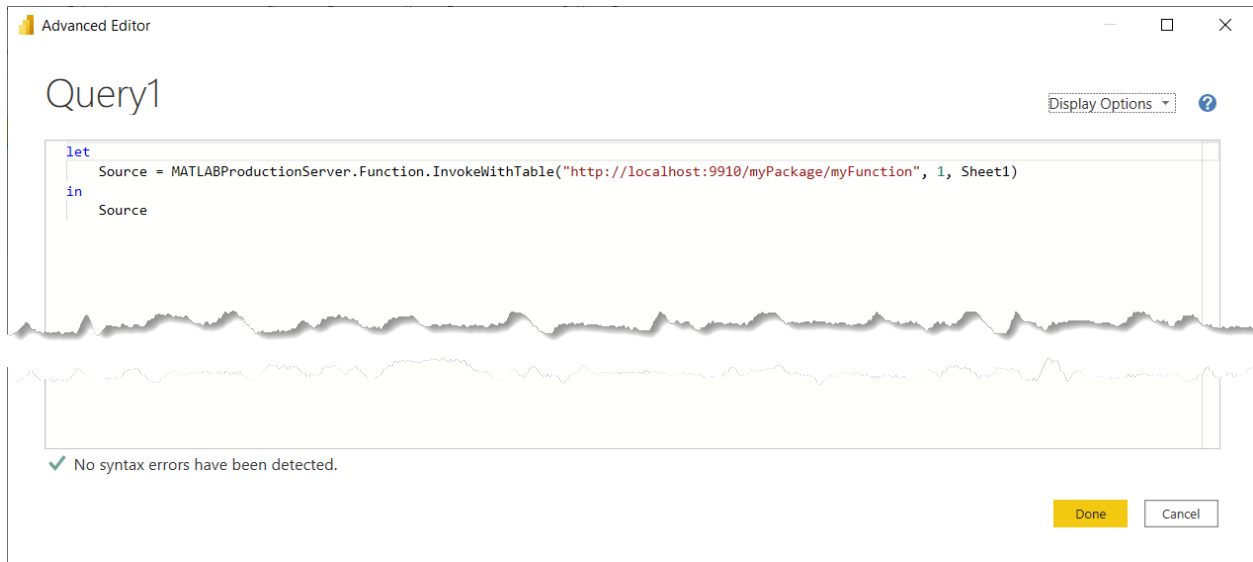 Advanced Editor
Query1
Display Options
let
    Source = MATLABProductionServer.Function.InvokeWithTable("http://localhost:9910/myPackage/myFunction", 1, Sheet1)
in
    Source
No syntax errors have been detected.
Done
Cancel